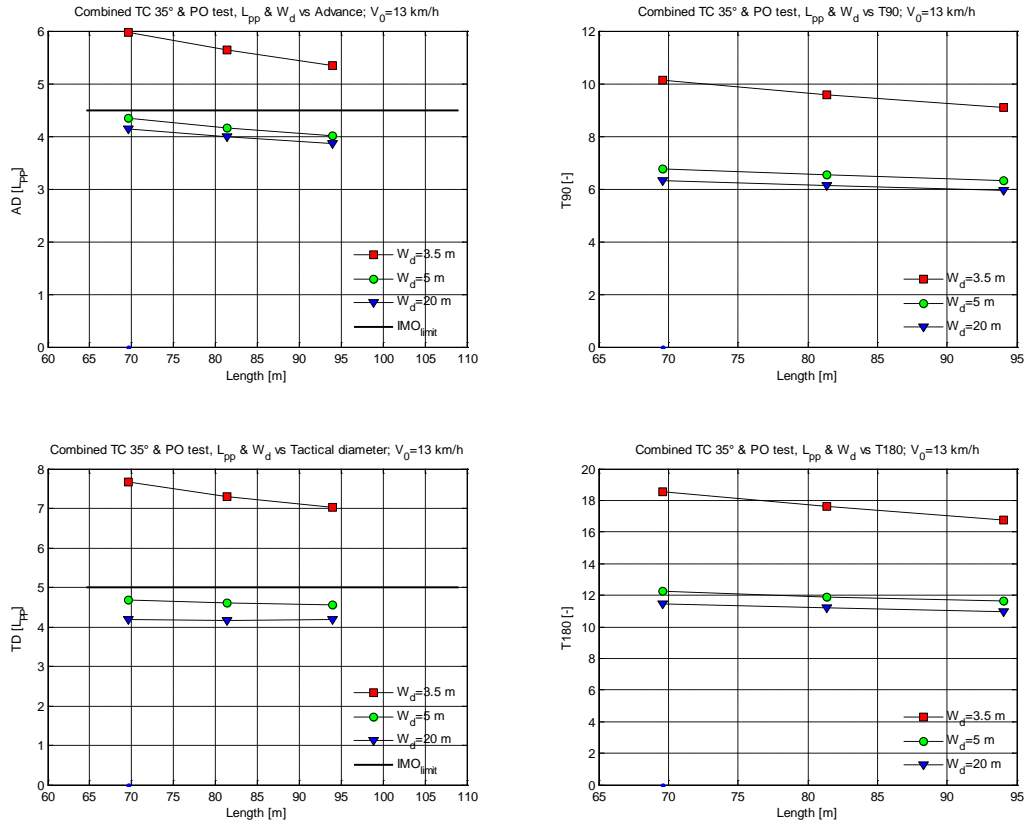 Combined TC 35° & PO test, Lpp & Wd vs Advance; V0=13 km/h
6
5
4
3
2
1
0
AD [Lpp]
Wd=3.5 m
Wd=5 m
Wd=20 m
IMOlimit
60 65 70 75 80 85 90 95 100 105 110
Length [m]
Combined TC 35° & PO test, Lpp & Wd vs T90; V0=13 km/h
12
10
8
6
4
2
0
T90 [-]
Wd=3.5 m
Wd=5 m
Wd=20 m
65 70 75 80 85 90 95
Length [m]
Combined TC 35° & PO test, Lpp & Wd vs Tactical diameter; V0=13 km/h
8
7
6
5
4
3
2
1
0
TD [Lpp]
Wd=3.5 m
Wd=5 m
Wd=20 m
IMOlimit
60 65 70 75 80 85 90 95 100 105 110
Length [m]
Combined TC 35° & PO test, Lpp & Wd vs T180; V0=13 km/h
20
18
16
14
12
10
8
6
4
2
0
T180 [-]
Wd=3.5 m
Wd=5 m
Wd=20 m
65 70 75 80 85 90 95
Length [m]